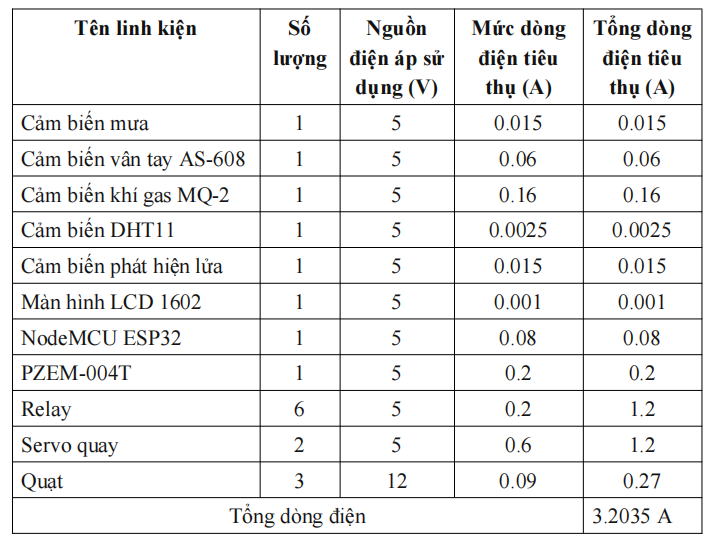 Tên linh kiện Số lượng Nguồn điện áp sử dụng (V) Mức dòng điện tiêu thụ (A) Tổng dòng điện tiêu thụ (A)
Cảm biến mưa 1 5 0.015 0.015
Cảm biến vân tay AS-608 1 5 0.06 0.06
Cảm biến khí gas MQ-2 1 5 0.16 0.16
Cảm biến DHT11 1 5 0.0025 0.0025
Cảm biến phát hiện lửa 1 5 0.015 0.015
Màn hình LCD 1602 1 5 0.001 0.001
NodeMCU ESP32 1 5 0.08 0.08
PZEM-004T 1 5 0.2 0.2
Relay 6 5 0.2 1.2
Servo quay 2 5 0.6 1.2
Quạt 3 12 0.09 0.27
Tổng dòng điện 3.2035 A